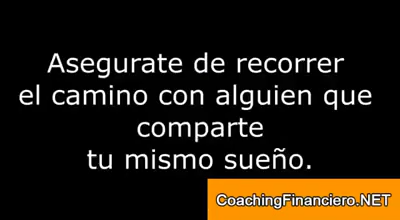 Asegurate de recorrer
el camino con alguien que
comparte
tu mismo sueño.
CoachingFinanciero.NET